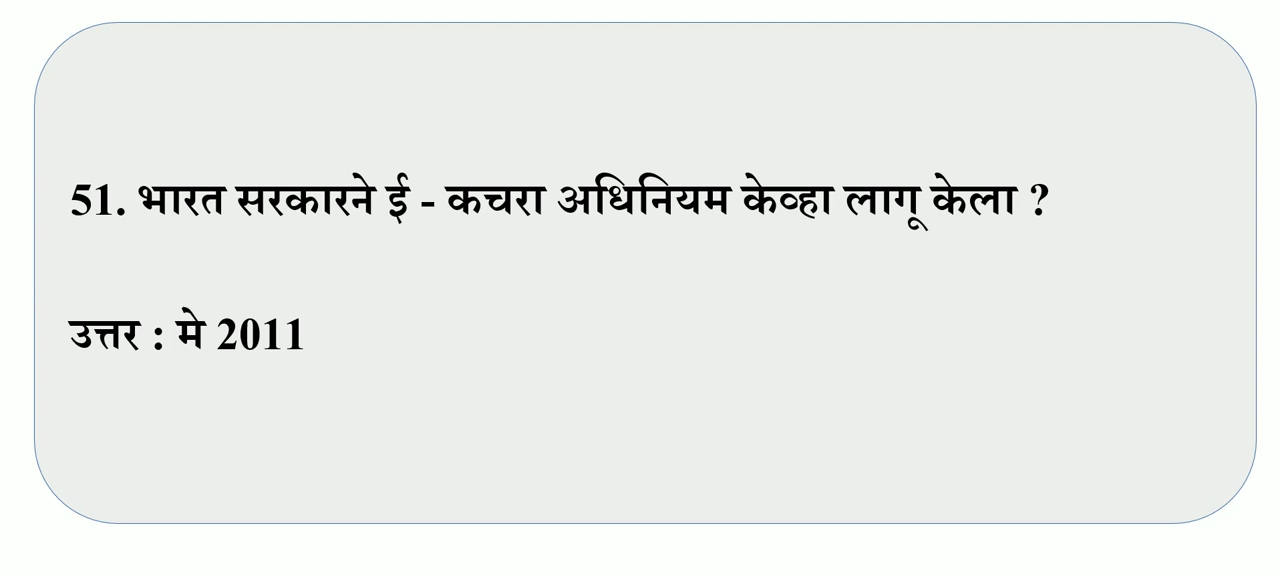 51. भारत सरकारने ई - कचरा अधिनियम केव्हा लागू केला ?
उत्तर : मे 2011